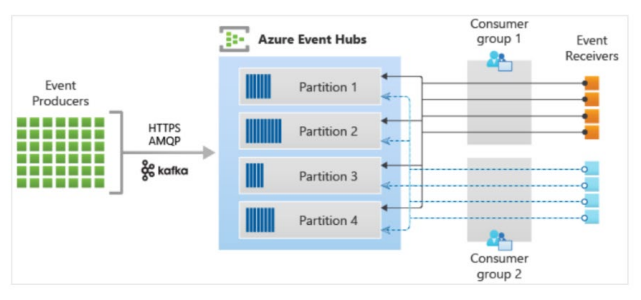 Azure Event Hubs
Consumer
group 1
Event
Receivers
Event
Producers
HTTPS
AMQP
kafka
Partition 1
Partition 2
Partition 3
Partition 4
Consumer
group 2